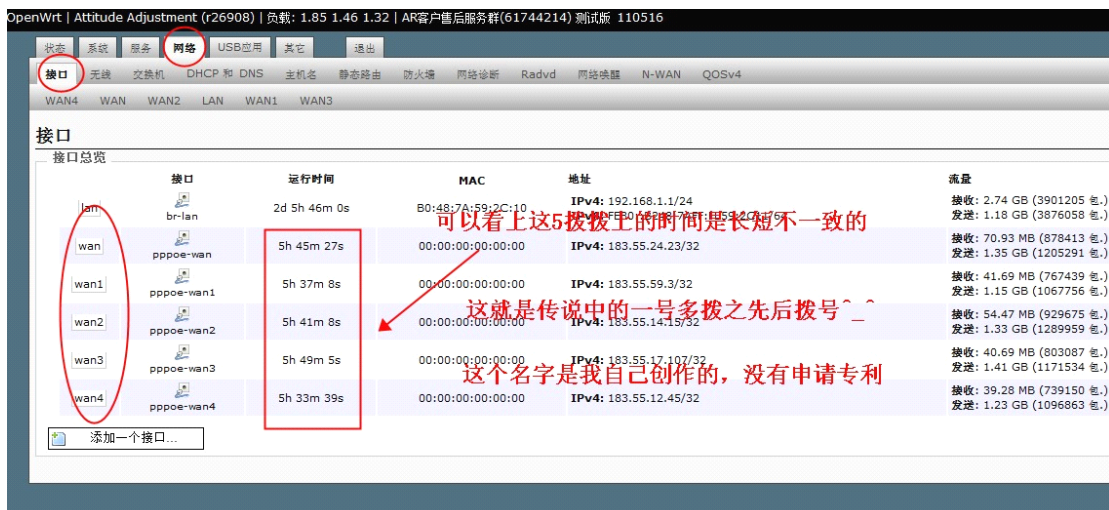 OpenWrt | Attitude Adjustment (r26908) | 负载: 1.85 1.46 1.32 | AR客户售后服务群(61744214) 测试版 110516
状态 系统 服务 网络 USB应用 其它 退出
接口 无线 交换机 DHCP 和 DNS 主机名 静态路由 防火墙 网络诊断 Radvd 网络唤醒 N-WAN QOSv4
WAN4 WAN WAN2 LAN WAN1 WAN3
接口
接口总览
接口 运行时间 MAC 地址 流量
lan br-lan 2d 5h 46m 0s B0:48:7A:59:2C:10 IPv4: 192.168.1.1/24 接收: 2.74 GB (3901205 包.)
发送: 1.18 GB (3876058 包.)
可以看上这5拨拨上的时间是长短不一致的
wan pppoe-wan 5h 45m 27s 00:00:00:00:00:00 IPv4: 183.55.24.23/32 接收: 70.93 MB (878413 包.)
发送: 1.35 GB (1205291 包.)
wan1 pppoe-wan1 5h 37m 8s 00:00:00:00:00:00 IPv4: 183.55.59.3/32 接收: 41.69 MB (767439 包.)
发送: 1.15 GB (1067756 包.)
这就是传说中的一号多拨之先后拨号^_^
wan2 pppoe-wan2 5h 41m 8s 00:00:00:00:00:00 IPv4: 183.55.14.15/32 接收: 54.47 MB (929675 包.)
发送: 1.33 GB (1289959 包.)
wan3 pppoe-wan3 5h 49m 5s 00:00:00:00:00:00 IPv4: 183.55.17.107/32 接收: 40.69 MB (803087 包.)
发送: 1.41 GB (1171534 包.)
这个名字是我自己创作的，没有申请专利
wan4 pppoe-wan4 5h 33m 39s 00:00:00:00:00:00 IPv4: 183.55.12.45/32 接收: 39.28 MB (739150 包.)
发送: 1.23 GB (1096863 包.)
添加一个接口...